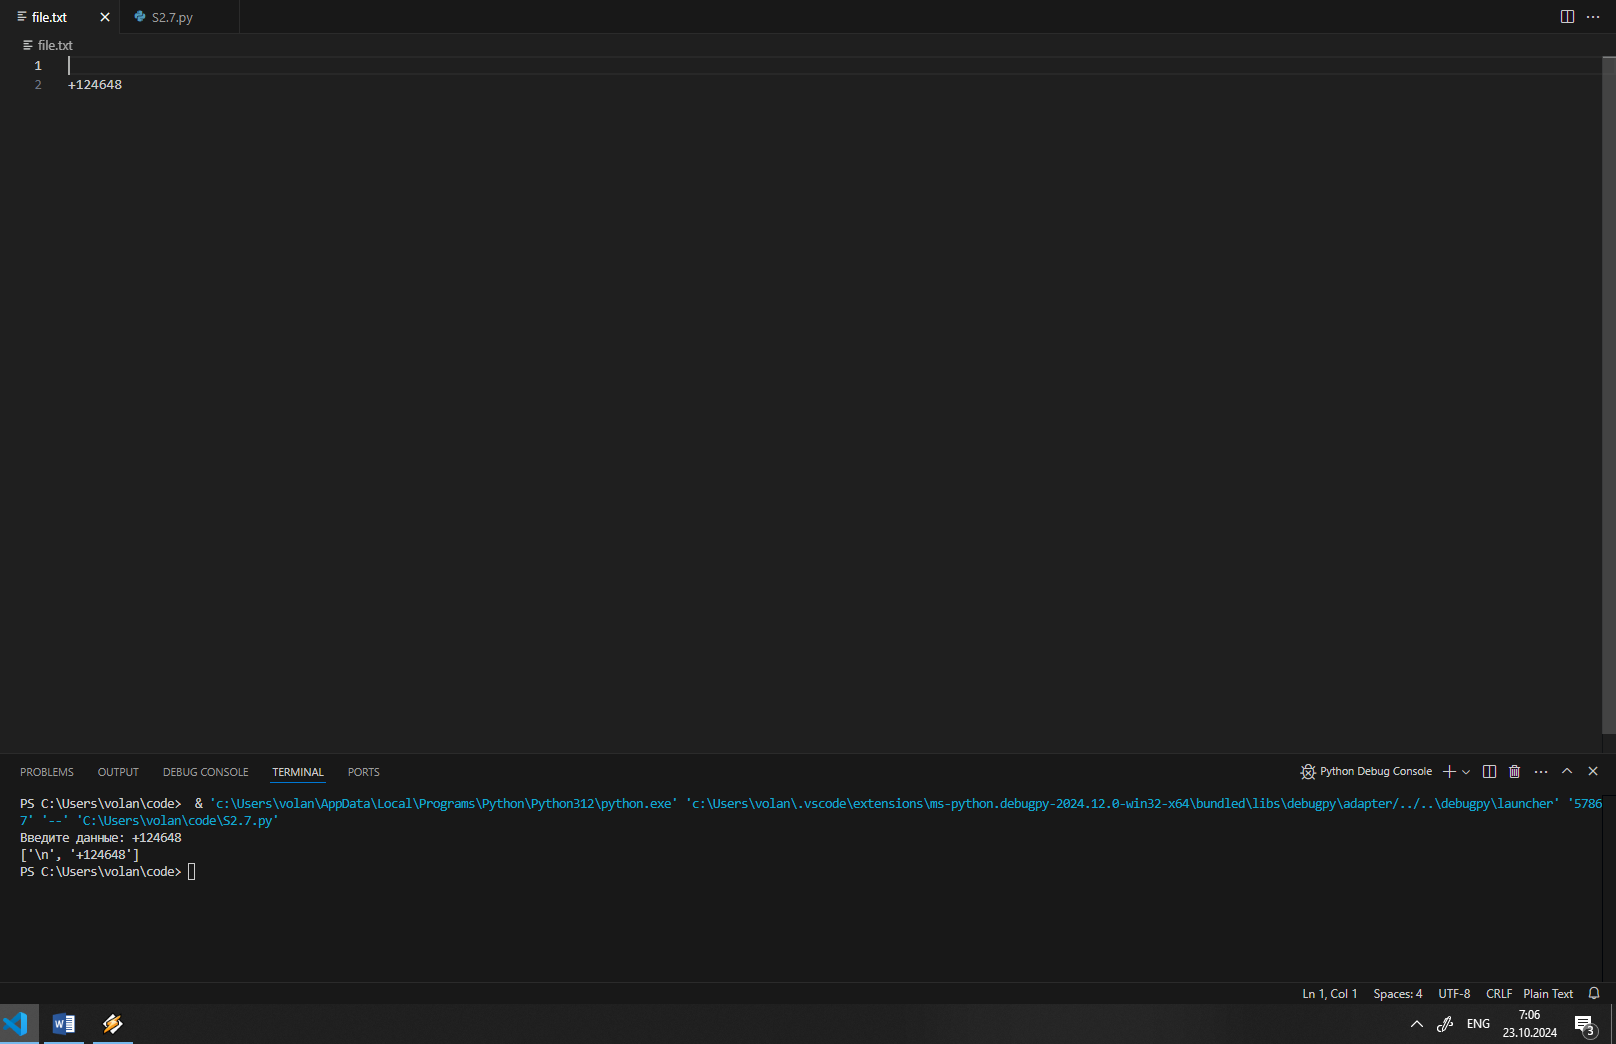 file.txt
S2.7.py
file.txt
1
2 +124648
PROBLEMS OUTPUT DEBUG CONSOLE TERMINAL PORTS
Python Debug Console
PS C:\Users\volan\code>  & 'c:\Users\volan\AppData\Local\Programs\Python\Python312\python.exe' 'c:\Users\volan\.vscode\extensions\ms-python.debugpy-2024.12.0-win32-x64\bundled\libs\debugpy\adapter/../..\debugpy\launcher' '5786
7' '--' 'C:\Users\volan\code\S2.7.py'
Введите данные: +124648
['\n', '+124648']
PS C:\Users\volan\code>
Ln 1, Col 1 Spaces: 4 UTF-8 CRLF Plain Text
W
ENG
7:06
23.10.2024
3